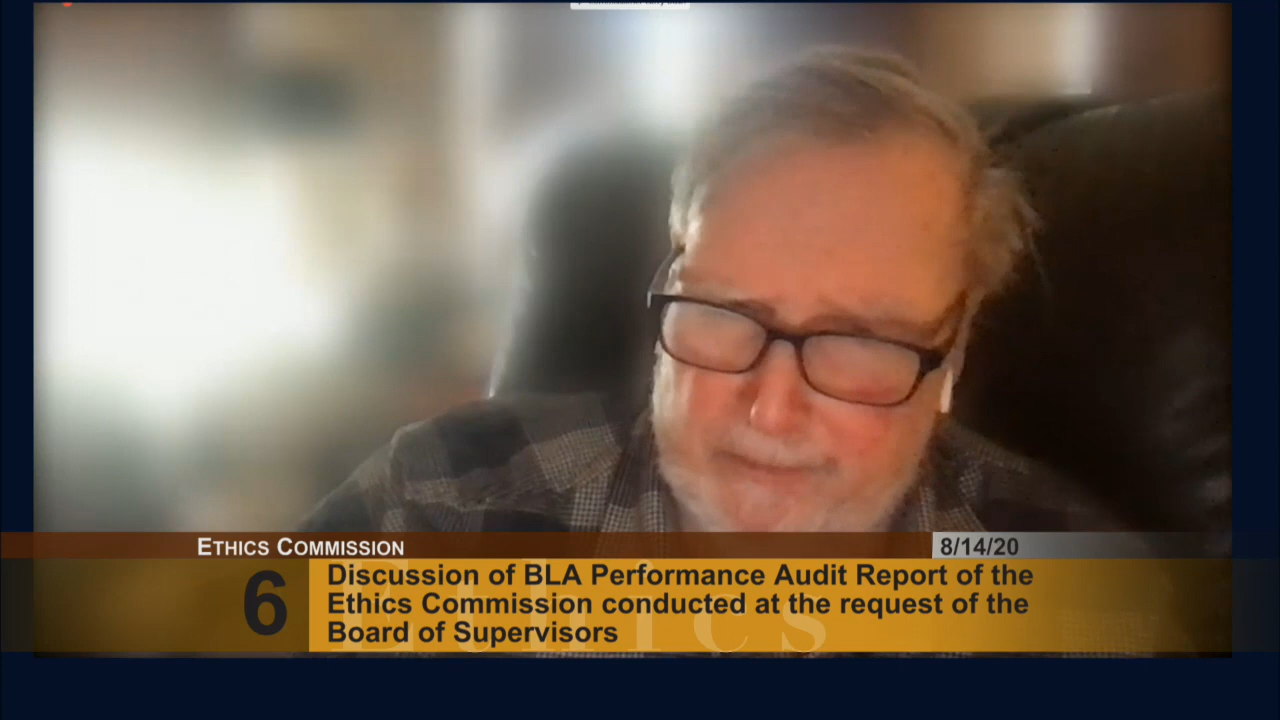 ETHICS COMMISSION
8/14/20
6
Discussion of BLA Performance Audit Report of the
Ethics Commission conducted at the request of the
Board of Supervisors
Ethics